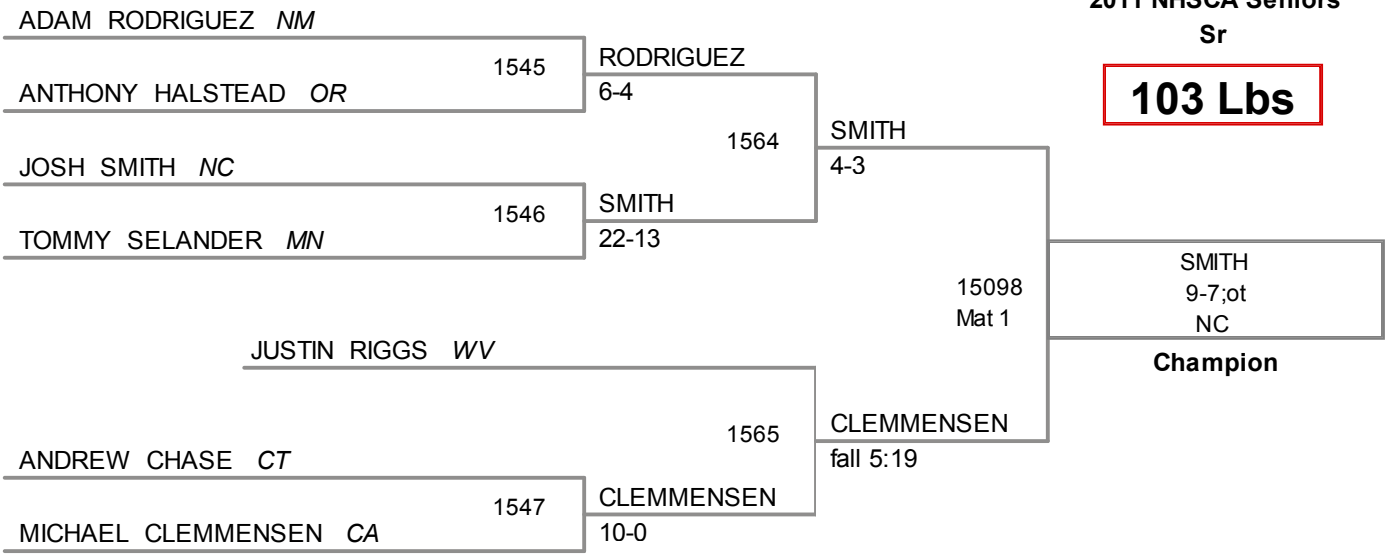 2011 NHSCA Seniors
Sr
103 Lbs
ADAM RODRIGUEZ NM
1545
ANTHONY HALSTEAD OR
RODRIGUEZ
6-4
1564
JOSH SMITH NC
1546
TOMMY SELANDER MN
SMITH
22-13
SMITH
4-3
15098
Mat 1
SMITH
9-7;ot
NC
Champion
JUSTIN RIGGS WV
1565
ANDREW CHASE CT
1547
MICHAEL CLEMMENSEN CA
CLEMMENSEN
10-0
CLEMMENSEN
fall 5:19